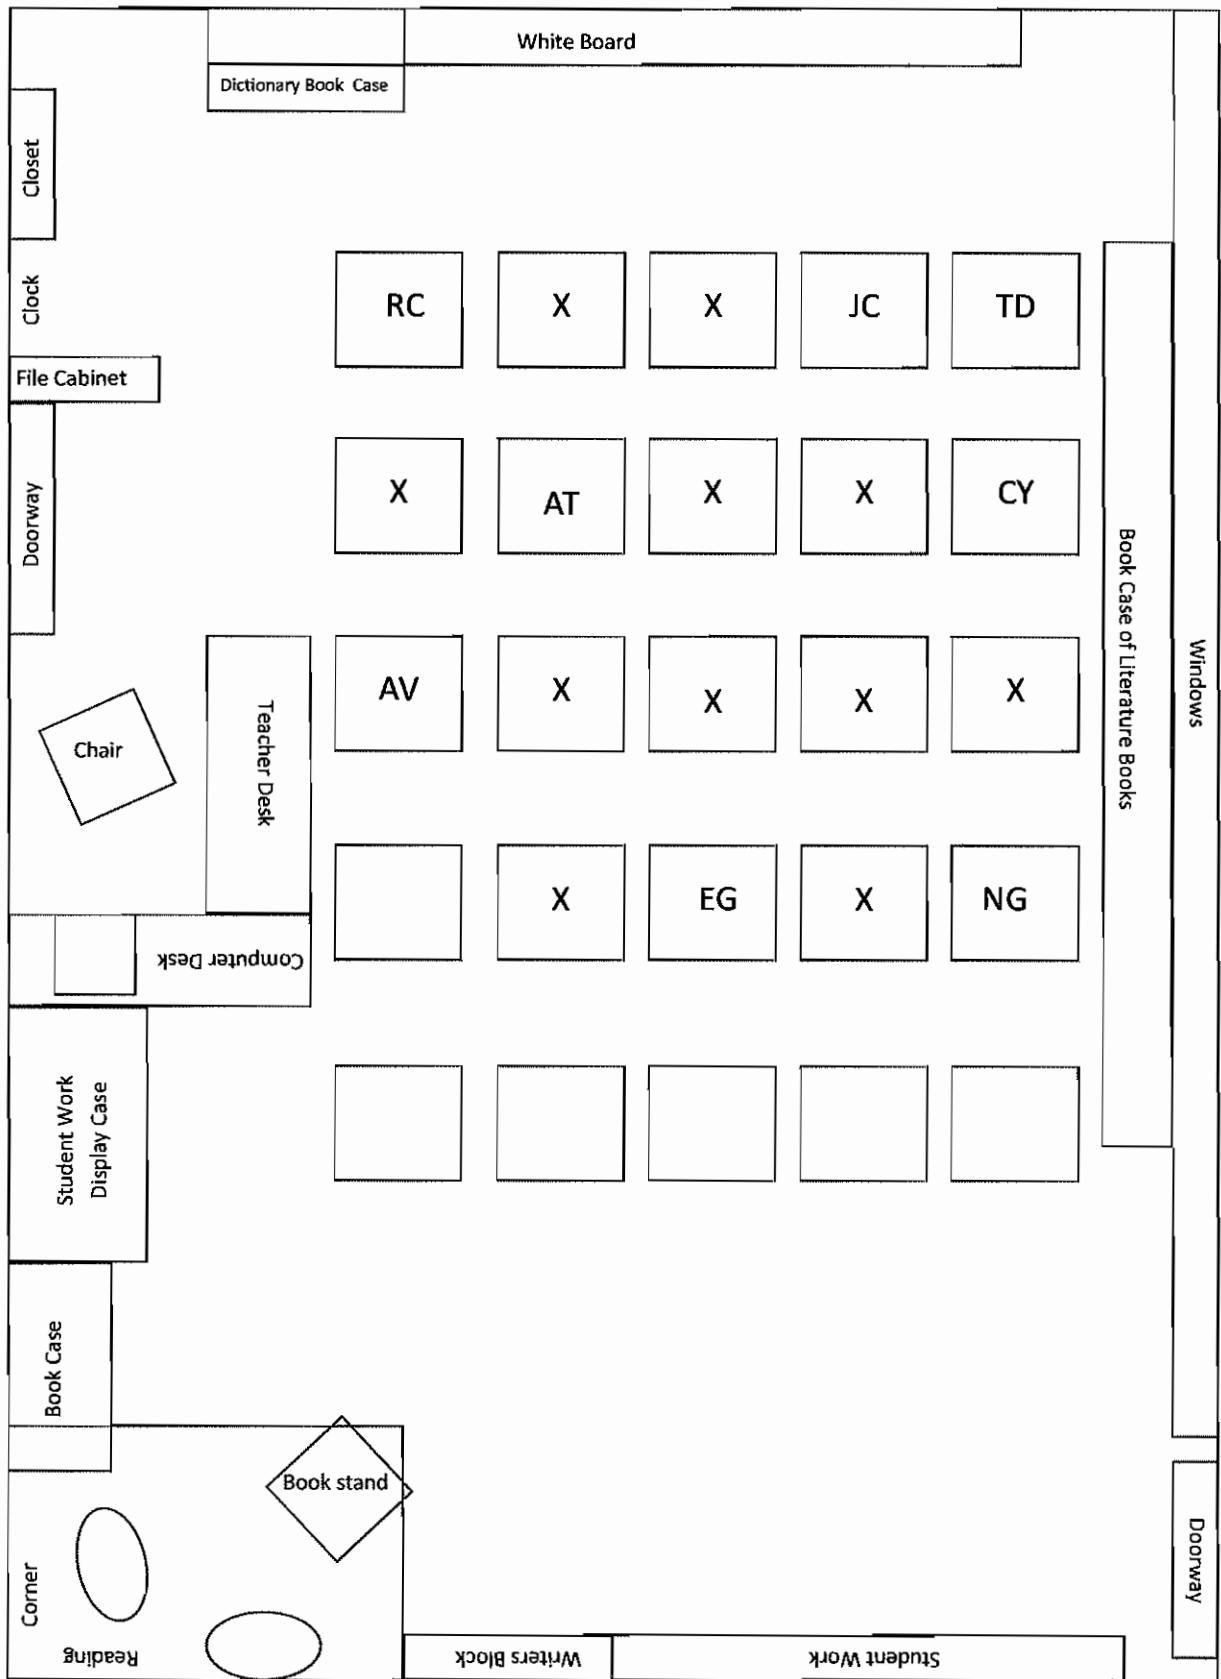 White Board
Dictionary Book Case
Closet
Clock
File Cabinet
Doorway
RC X X JC TD
X AT X X CY
AV X X X X
X EG X NG
Chair
Teacher Desk
Computer Desk
Book Case of Literature Books
Windows
Student Work
Display Case
Book Case
Book stand
Reading
Corner
Writers Block
Student Work
Doorway